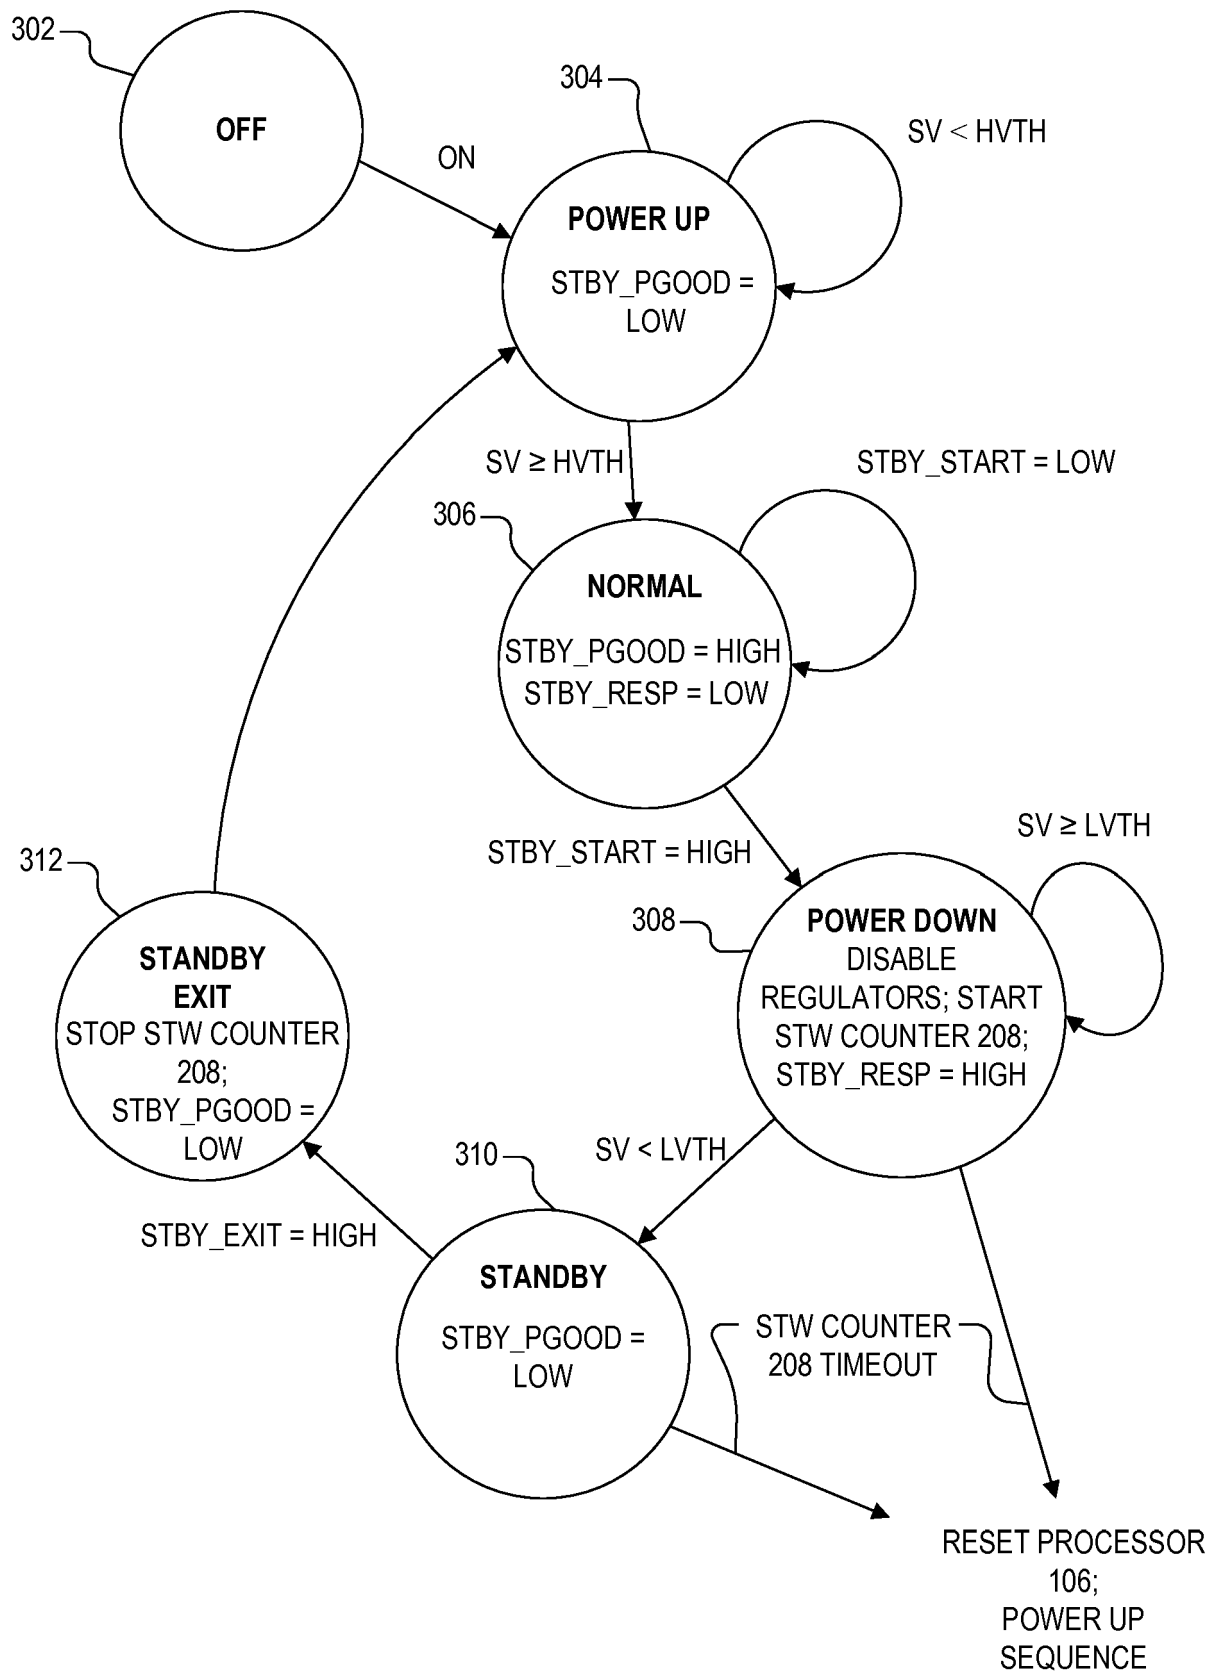 302
OFF
ON
304
SV < HVTH
POWER UP
STBY_PGOOD =
LOW
SV ≥ HVTH
STBY_START = LOW
306
NORMAL
STBY_PGOOD = HIGH
STBY_RESP = LOW
STBY_START = HIGH
SV ≥ LVTH
308
POWER DOWN
DISABLE
REGULATORS; START
STW COUNTER 208;
STBY_RESP = HIGH
312
STANDBY
EXIT
STOP STW COUNTER
208;
STBY_PGOOD =
LOW
SV < LVTH
310
STBY_EXIT = HIGH
STANDBY
STBY_PGOOD =
LOW
STW COUNTER
208 TIMEOUT
RESET PROCESSOR
106;
POWER UP
SEQUENCE